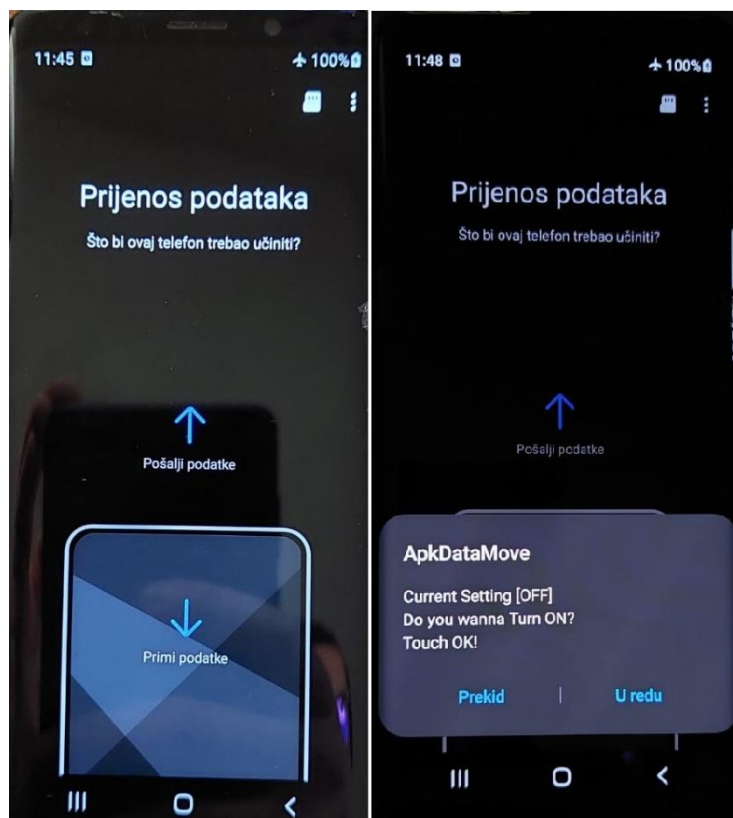 11:45
100%
Prijenos podataka
Što bi ovaj telefon trebao učiniti?
Pošalji podatke
Primi podatke
11:48
100%
Prijenos podataka
Što bi ovaj telefon trebao učiniti?
Pošalji podatke
ApkDataMove
Current Setting [OFF]
Do you wanna Turn ON?
Touch OK!
Prekid | U redu